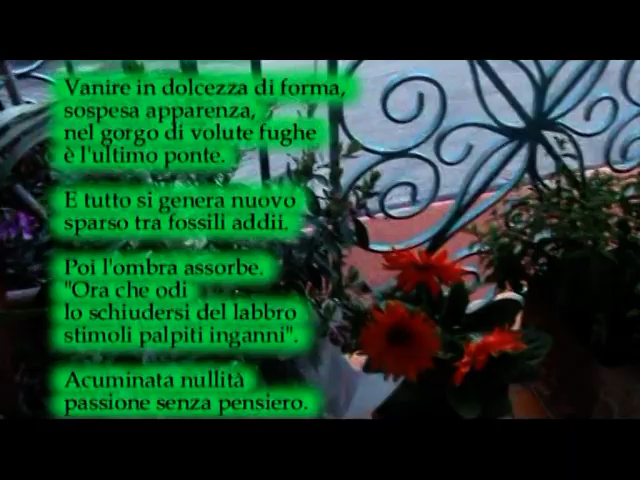 Vanire in dolcezza di forma,
sospesa apparenza,
nel gorgo di volute fughe
è l'ultimo ponte.
E tutto si genera nuovo
sparso tra fossili addii.
Poi l'ombra assorbe.
"Ora che odi
lo schiudersi del labbro
stimoli palpiti inganni".
Acuminata nullità
passione senza pensiero.